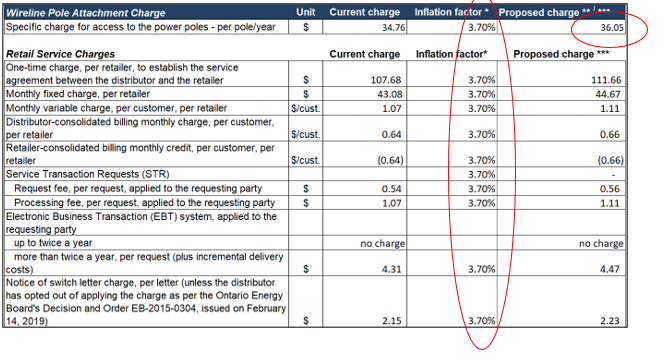 Wireline Pole Attachment Charge Unit Current charge Inflation factor * Proposed charge ** / ***
Specific charge for access to the power poles - per pole/year $ 34.76 3.70% 36.05
Retail Service Charges Current charge Inflation factor* Proposed charge ***
One-time charge, per retailer, to establish the service
agreement between the distributor and the retailer $ 107.68 3.70% 111.66
Monthly fixed charge, per retailer $ 43.08 3.70% 44.67
Monthly variable charge, per customer, per retailer $/cust. 1.07 3.70% 1.11
Distributor-consolidated billing monthly charge, per customer,
per retailer $/cust. 0.64 3.70% 0.66
Retailer-consolidated billing monthly credit, per customer, per
retailer $/cust. (0.64) 3.70% (0.66)
Service Transaction Requests (STR) 3.70% -
Request fee, per request, applied to the requesting party $ 0.54 3.70% 0.56
Processing fee, per request, applied to the requesting party $ 1.07 3.70% 1.11
Electronic Business Transaction (EBT) system, applied to the
requesting party
up to twice a year no charge no charge
more than twice a year, per request (plus incremental delivery
costs) $ 4.31 3.70% 4.47
Notice of switch letter charge, per letter (unless the distributor
has opted out of applying the charge as per the Ontario Energy
Board's Decision and Order EB-2015-0304, issued on February
14, 2019) $ 2.15 3.70% 2.23